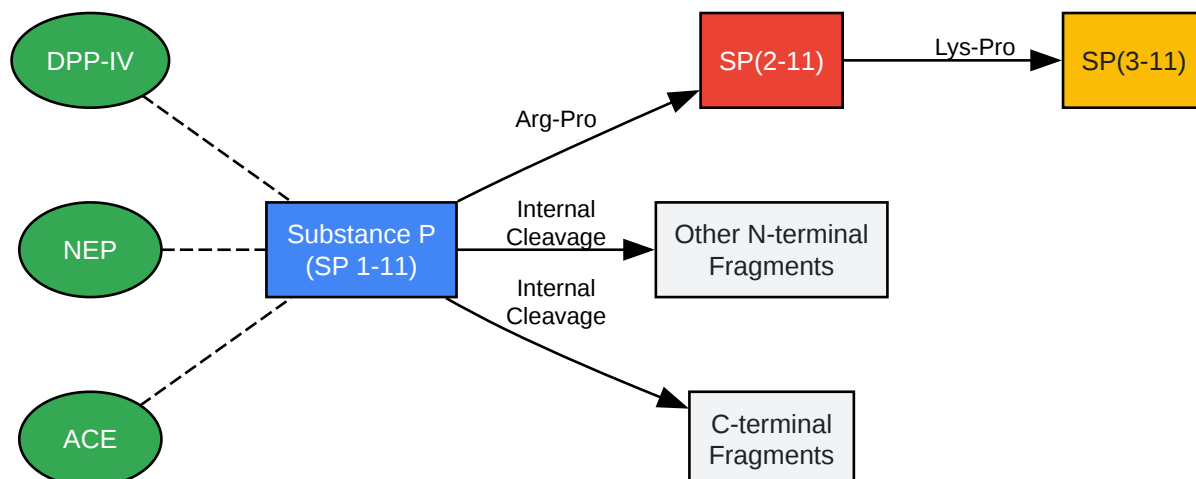 DPP-IV
SP(2-11)
Lys-Pro
SP(3-11)
Arg-Pro
NEP
Substance P
(SP 1-11)
Internal
Cleavage
Other N-terminal
Fragments
Internal
Cleavage
ACE
C-terminal
Fragments